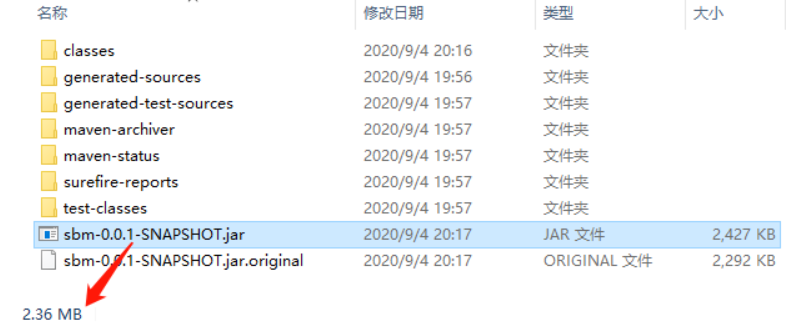 名称 修改日期 类型 大小
classes 2020/9/4 20:16 文件夹
generated-sources 2020/9/4 19:56 文件夹
generated-test-sources 2020/9/4 19:57 文件夹
maven-archiver 2020/9/4 19:57 文件夹
maven-status 2020/9/4 19:57 文件夹
surefire-reports 2020/9/4 19:57 文件夹
test-classes 2020/9/4 19:57 文件夹
sbm-0.0.1-SNAPSHOT.jar 2020/9/4 20:17 JAR 文件 2,427 KB
sbm-0.0.1-SNAPSHOT.jar.original 2020/9/4 20:17 ORIGINAL 文件 2,292 KB
2.36 MB